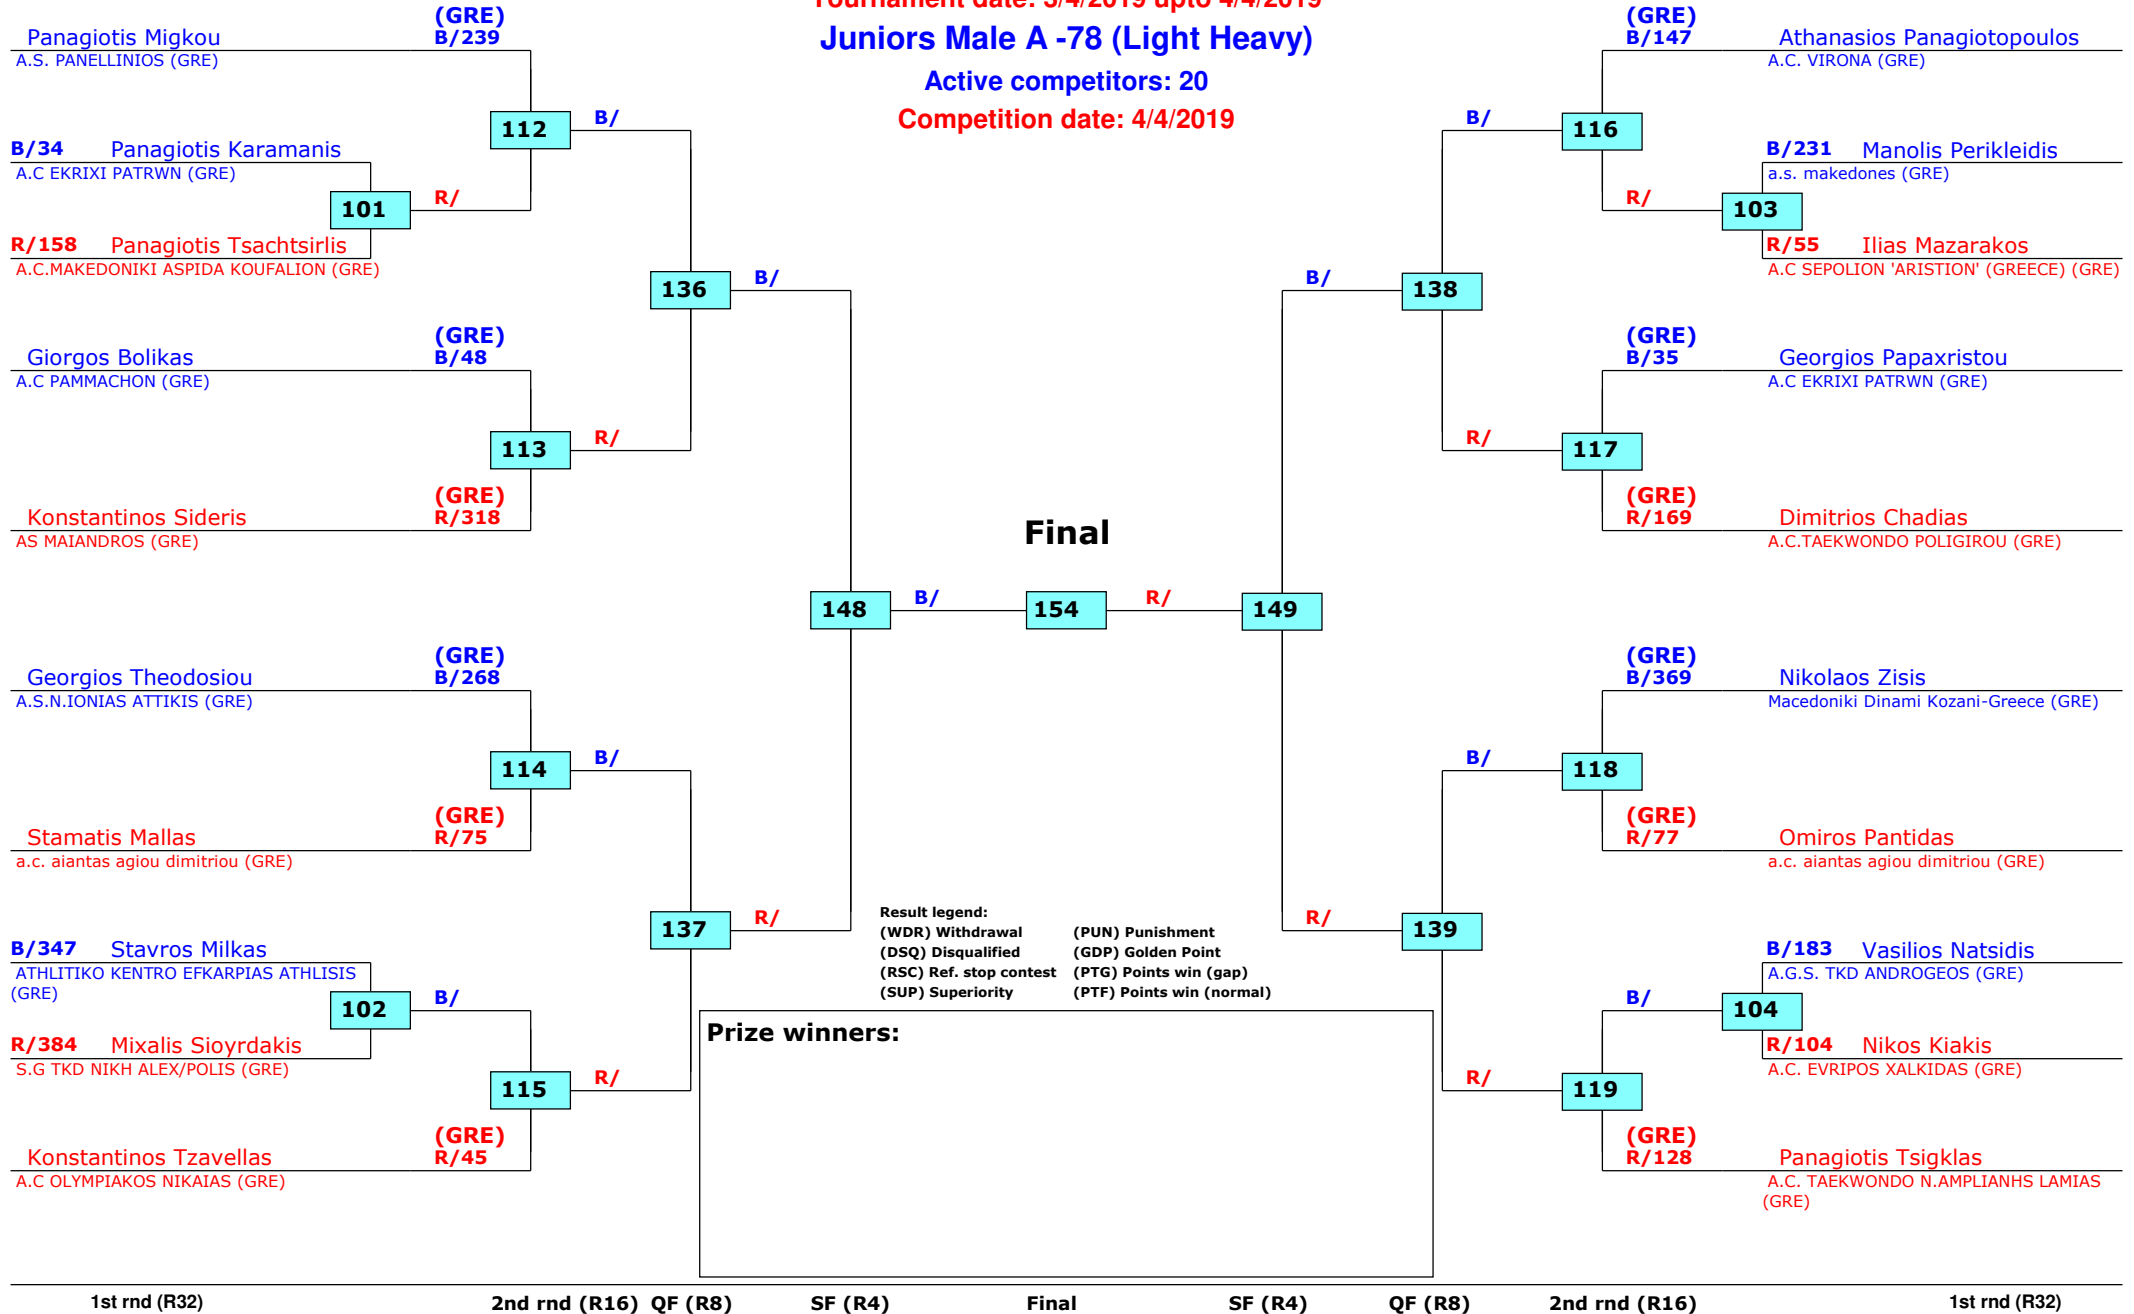 Tournament date: 3/4/2019 upto 4/4/2019
Juniors Male A -78 (Light Heavy)
Active competitors: 20
Competition date: 4/4/2019
(GRE)
Panagiotis Migkou B/239
A.S. PANELLINIOS (GRE)
112 B/
B/34 Panagiotis Karamanis
A.C EKRIXI PATRWN (GRE)
101 R/
R/158 Panagiotis Tsachtsirlis
A.C.MAKEDONIKI ASPIDA KOUFALION (GRE)
136 B/
(GRE)
Giorgos Bolikas B/48
A.C PAMMACHON (GRE)
113 R/
(GRE)
Konstantinos Sideris R/318
AS MAIANDROS (GRE)
148 B/
(GRE)
Georgios Theodosiou B/268
A.S.N.IONIAS ATTIKIS (GRE)
114 B/
(GRE)
Stamatis Mallas R/75
a.c. aiantas agiou dimitriou (GRE)
137 R/
B/347 Stavros Milkas
ATHLITIKO KENTRO EFKARPIAS ATHLISIS
(GRE)
102 B/
R/384 Mixalis Sioyrdakis
S.G TKD NIKH ALEX/POLIS (GRE)
115 R/
(GRE)
Konstantinos Tzavellas R/45
A.C OLYMPIAKOS NIKAIAS (GRE)
Final
154
(GRE)
B/147 Athanasios Panagiotopoulos
A.C. VIRONA (GRE)
B/ 116
B/231 Manolis Perikleidis
a.s. makedones (GRE)
R/ 103
R/55 Ilias Mazarakos
A.C SEPOLION 'ARISTION' (GREECE) (GRE)
B/ 138
(GRE)
B/35 Georgios Papaxristou
A.C EKRIXI PATRWN (GRE)
R/ 117
(GRE)
R/169 Dimitrios Chadias
A.C.TAEKWONDO POLIGIROU (GRE)
R/ 149
(GRE)
B/369 Nikolaos Zisis
Macedoniki Dinami Kozani-Greece (GRE)
B/ 118
(GRE)
R/77 Omiros Pantidas
a.c. aiantas agiou dimitriou (GRE)
R/ 139
B/183 Vasilios Natsidis
A.G.S. TKD ANDROGEOS (GRE)
B/ 104
R/104 Nikos Kiakis
A.C. EVRIPOS XALKIDAS (GRE)
R/ 119
(GRE)
R/128 Panagiotis Tsigklas
A.C. TAEKWONDO N.AMPLIANHS LAMIAS
(GRE)
Result legend:
(WDR) Withdrawal (PUN) Punishment
(DSQ) Disqualified (GDP) Golden Point
(RSC) Ref. stop contest (PTG) Points win (gap)
(SUP) Superiority (PTF) Points win (normal)
Prize winners:
1st rnd (R32) 2nd rnd (R16) QF (R8) SF (R4) Final SF (R4) QF (R8) 2nd rnd (R16) 1st rnd (R32)